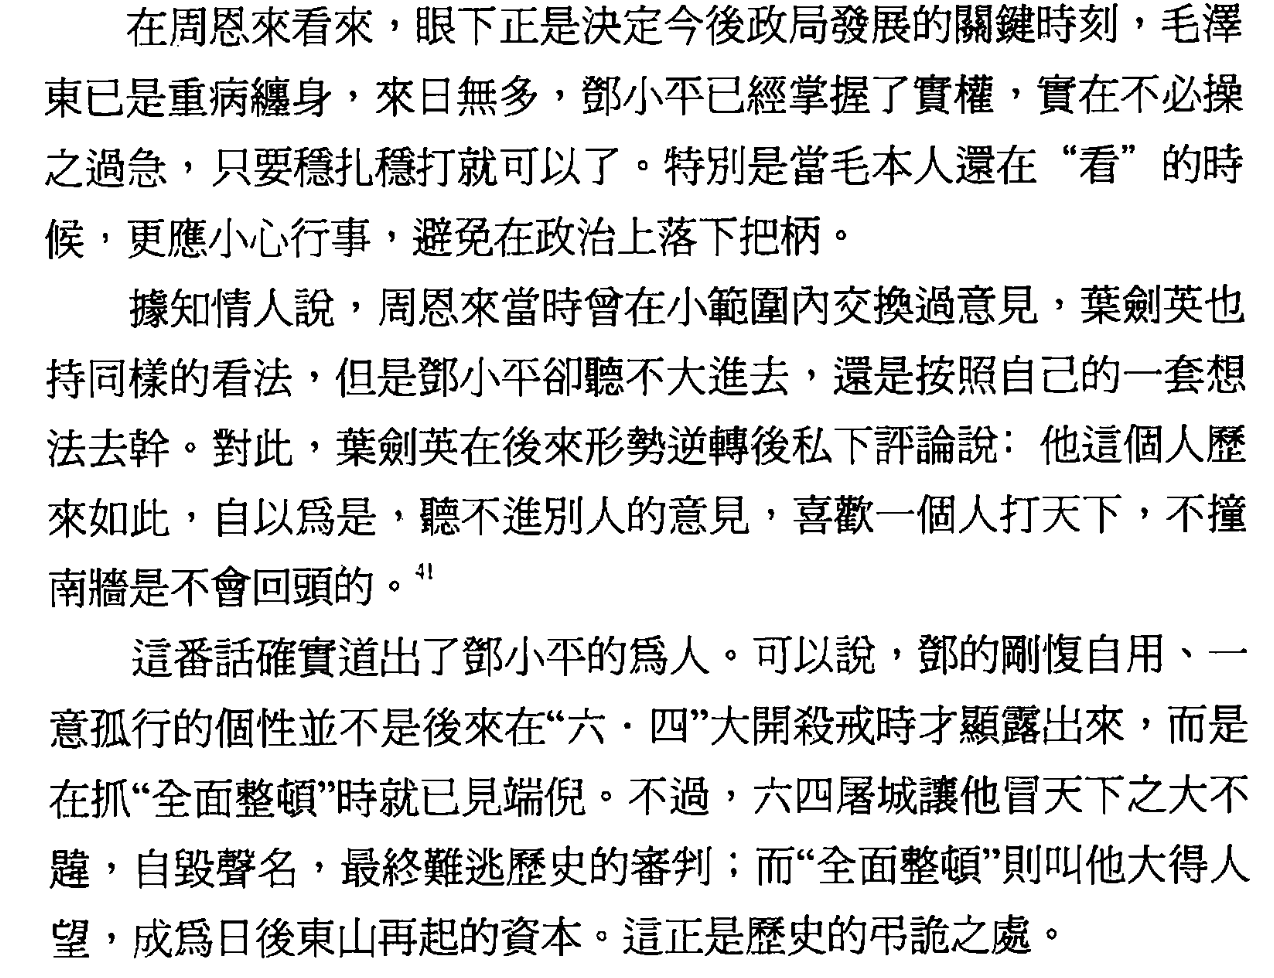 在周恩來看來，眼下正是決定今後政局發展的關鍵時刻，毛澤
東已是重病纏身，來日無多，鄧小平已經掌握了實權，實在不必操
之過急，只要穩扎穩打就可以了。特別是當毛本人還在“看”的時
候，更應小心行事，避免在政治上落下把柄。
據知情人說，周恩來當時曾在小範圍內交換過意見，葉劍英也
持同樣的看法，但是鄧小平卻聽不大進去，還是按照自己的一套想
法去幹。對此，葉劍英在後來形勢逆轉後私下評論說：他這個人歷
來如此，自以爲是，聽不進別人的意見，喜歡一個人打天下，不撞
南牆是不會回頭的。41
這番話確實道出了鄧小平的爲人。可以說，鄧的剛愎自用、一
意孤行的個性並不是後來在“六·四”大開殺戒時才顯露出來，而是
在抓“全面整頓”時就已見端倪。不過，六四屠城讓他冒天下之大不
韙，自毀聲名，最終難逃歷史的審判；而“全面整頓”則叫他大得人
望，成爲日後東山再起的資本。這正是歷史的弔詭之處。